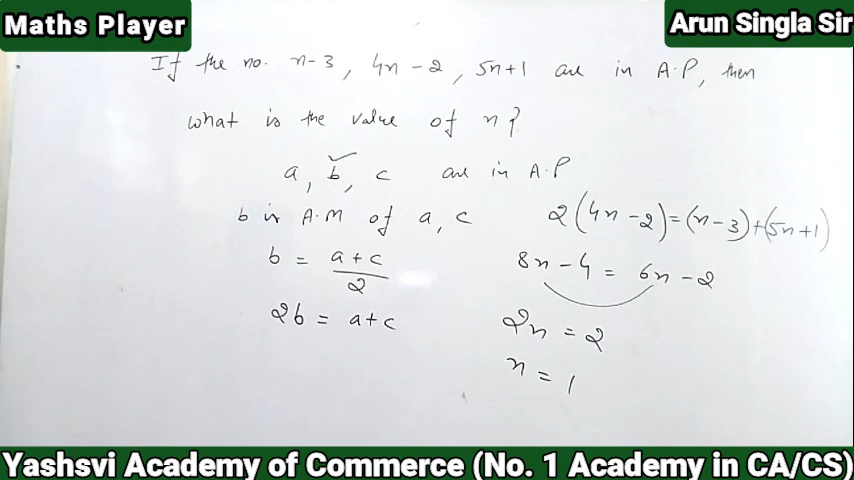 Maths Player
Arun Singla Sir
If the no. n-3, 4n-2, 5n+1 are in A.P, then
what is the value of n?
a, b, c are in A.P
b is A.M of a, c
b = a+c/2
2b = a+c
2(4n-2)=(n-3)+(5n+1)
8n-4 = 6n-2
2n = 2
n = 1
Yashsvi Academy of Commerce (No. 1 Academy in CA/CS)